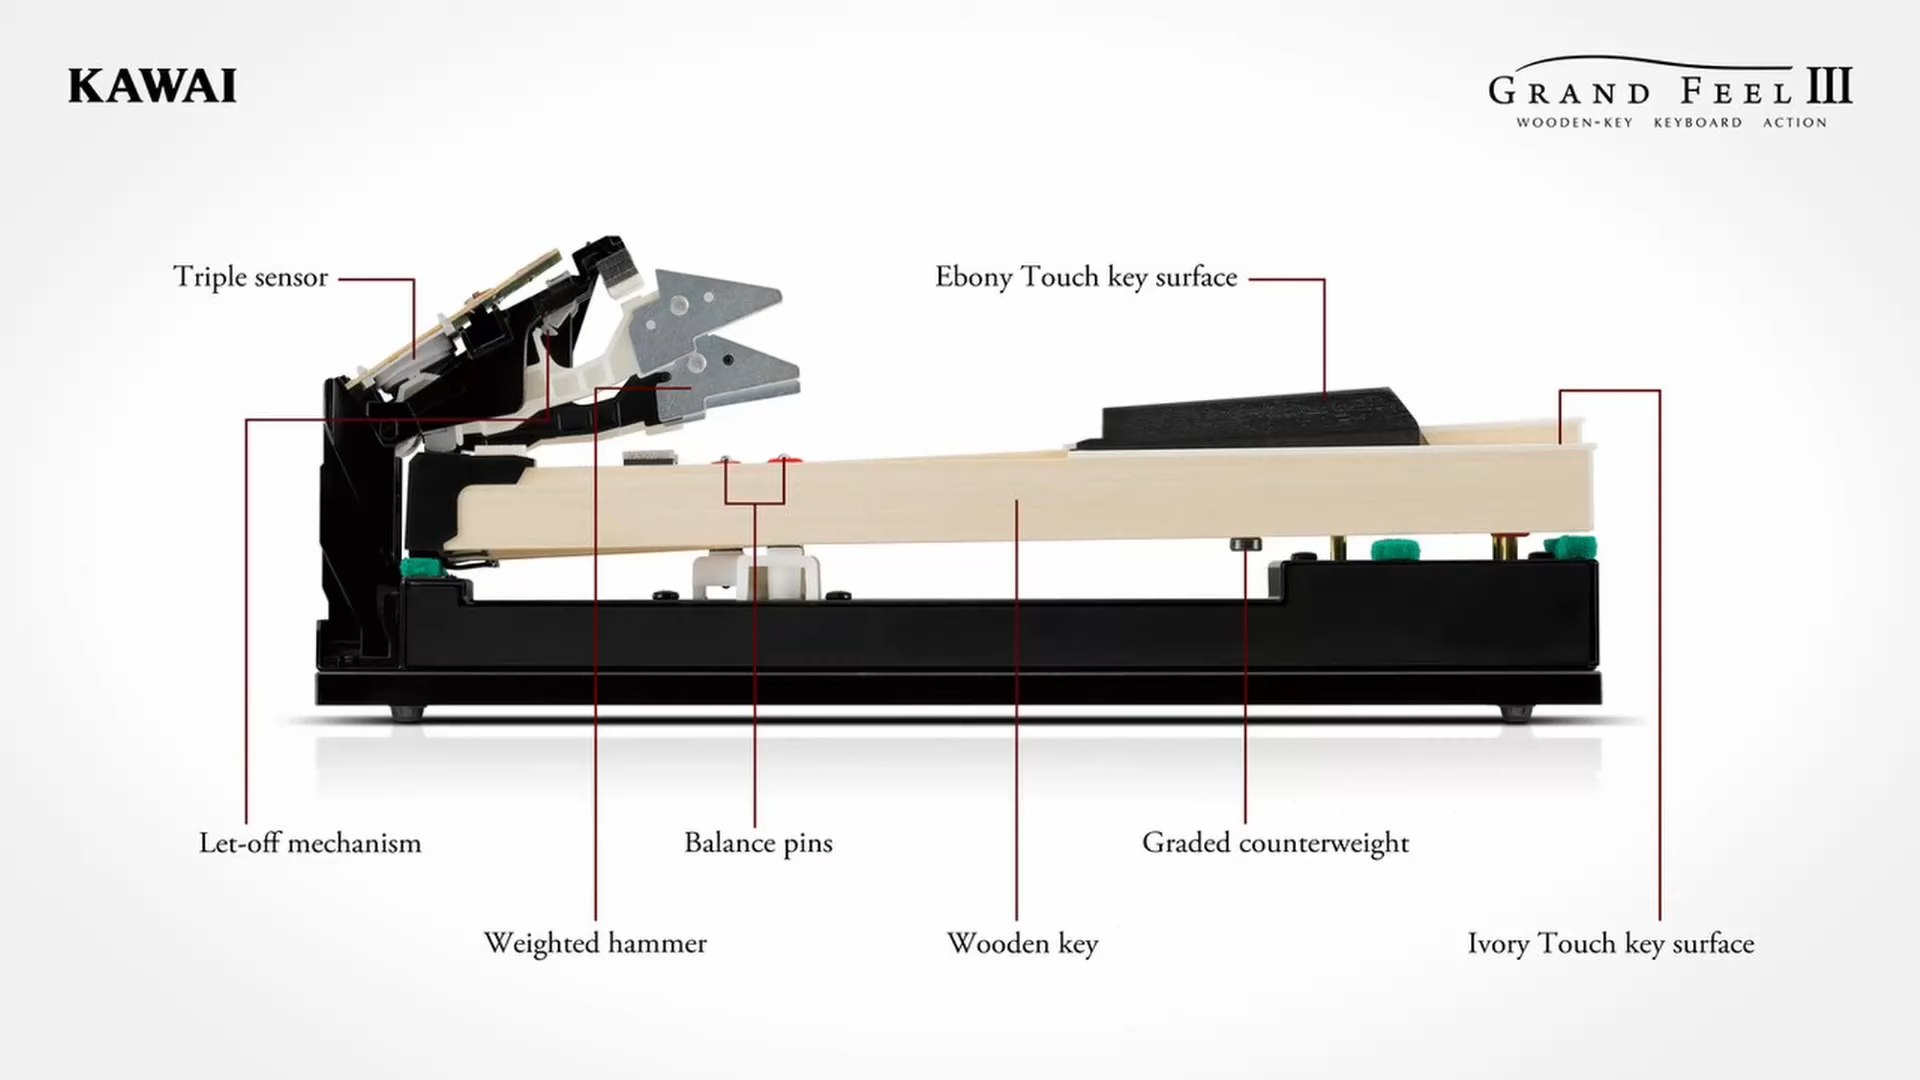 KAWAI
GRAND FEEL III
WOODEN-KEY KEYBOARD ACTION
Triple sensor
Ebony Touch key surface
Let-off mechanism
Balance pins
Graded counterweight
Weighted hammer
Wooden key
Ivory Touch key surface